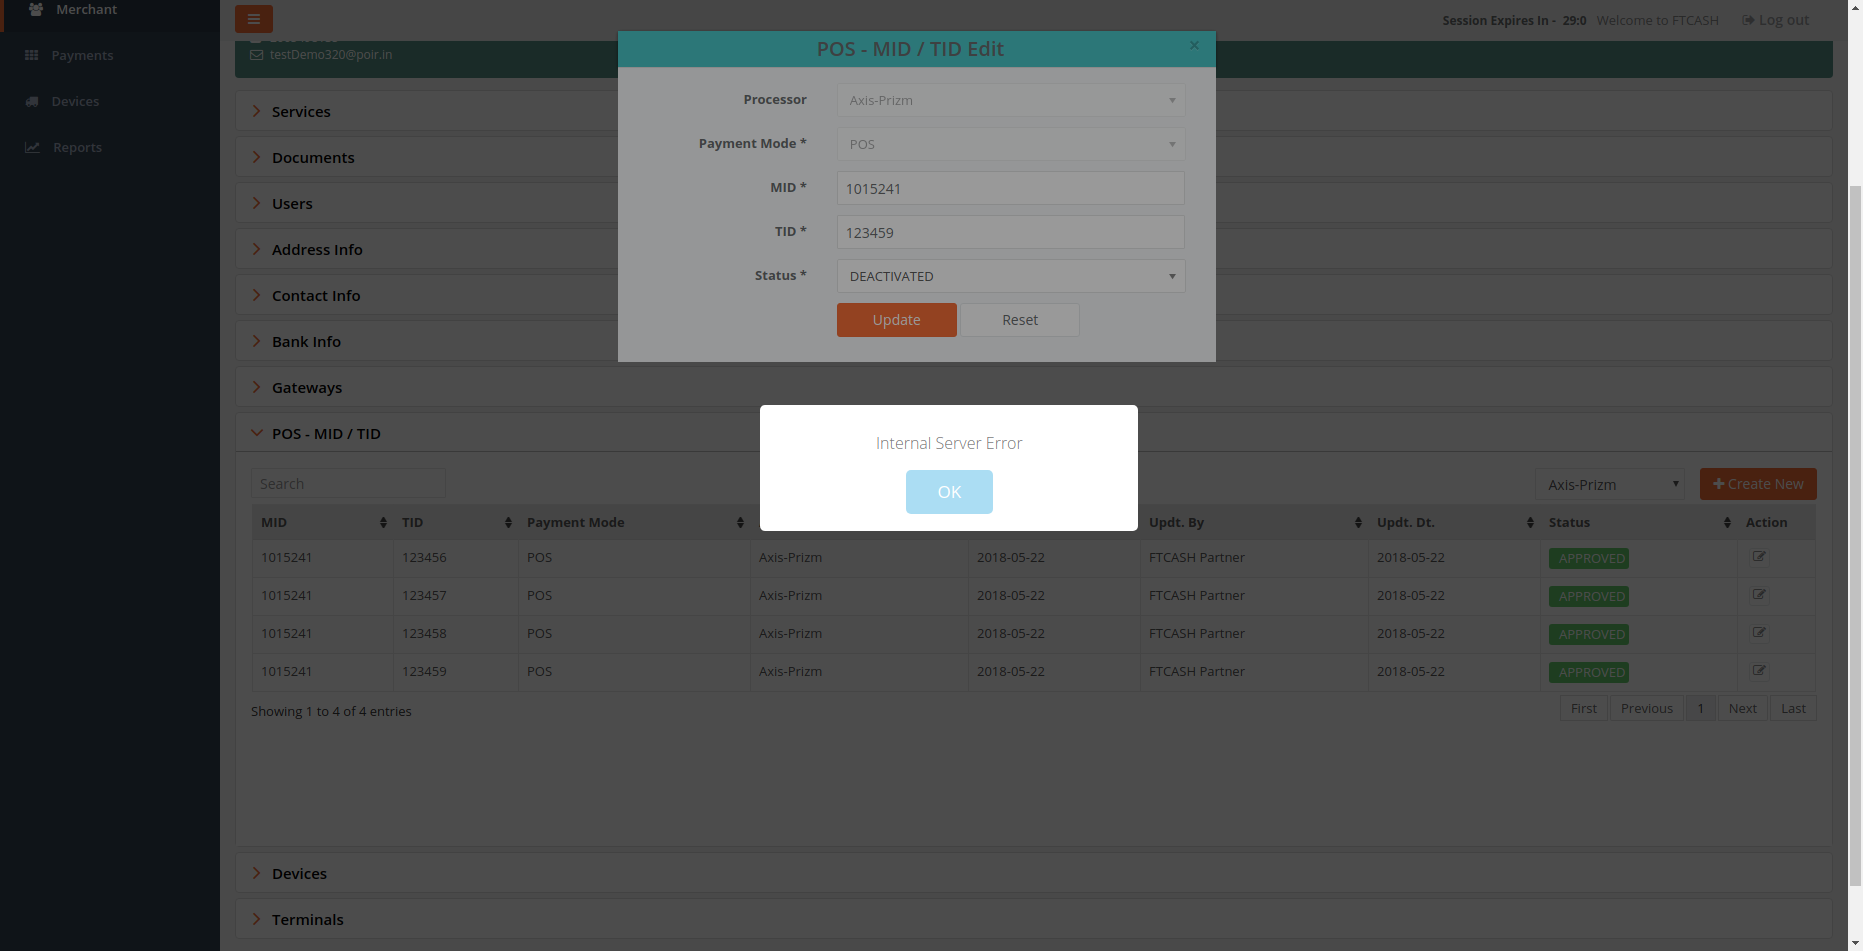 Merchant
Payments
Devices
Reports
Session Expires In - 29:0 Welcome to FTCASH Log out
testDemo320@poir.in
POS - MID / TID Edit ×
Processor Axis-Prizm
Payment Mode * POS
MID * 1015241
TID * 123459
Status * DEACTIVATED
Update Reset
Services
Documents
Users
Address Info
Contact Info
Bank Info
Gateways
POS - MID / TID
Internal Server Error
OK
Search Axis-Prizm Create New
MID TID Payment Mode Updt. By Updt. Dt. Status Action
1015241 123456 POS Axis-Prizm 2018-05-22 FTCASH Partner 2018-05-22 APPROVED
1015241 123457 POS Axis-Prizm 2018-05-22 FTCASH Partner 2018-05-22 APPROVED
1015241 123458 POS Axis-Prizm 2018-05-22 FTCASH Partner 2018-05-22 APPROVED
1015241 123459 POS Axis-Prizm 2018-05-22 FTCASH Partner 2018-05-22 APPROVED
Showing 1 to 4 of 4 entries First Previous 1 Next Last
Devices
Terminals